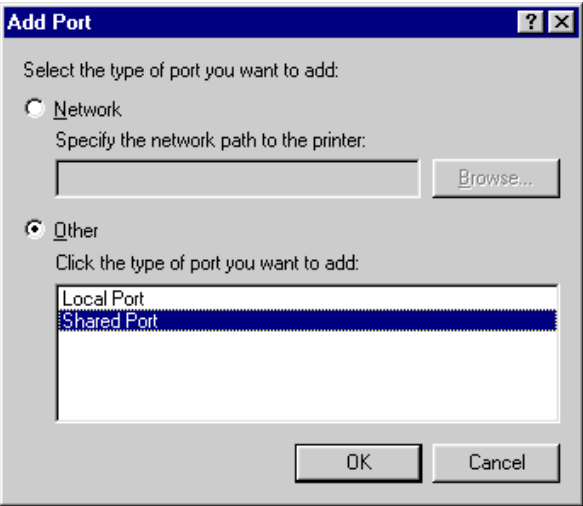 Add Port
Select the type of port you want to add:
Network
Specify the network path to the printer:
Browse...
Other
Click the type of port you want to add:
Local Port
Shared Port
OK
Cancel